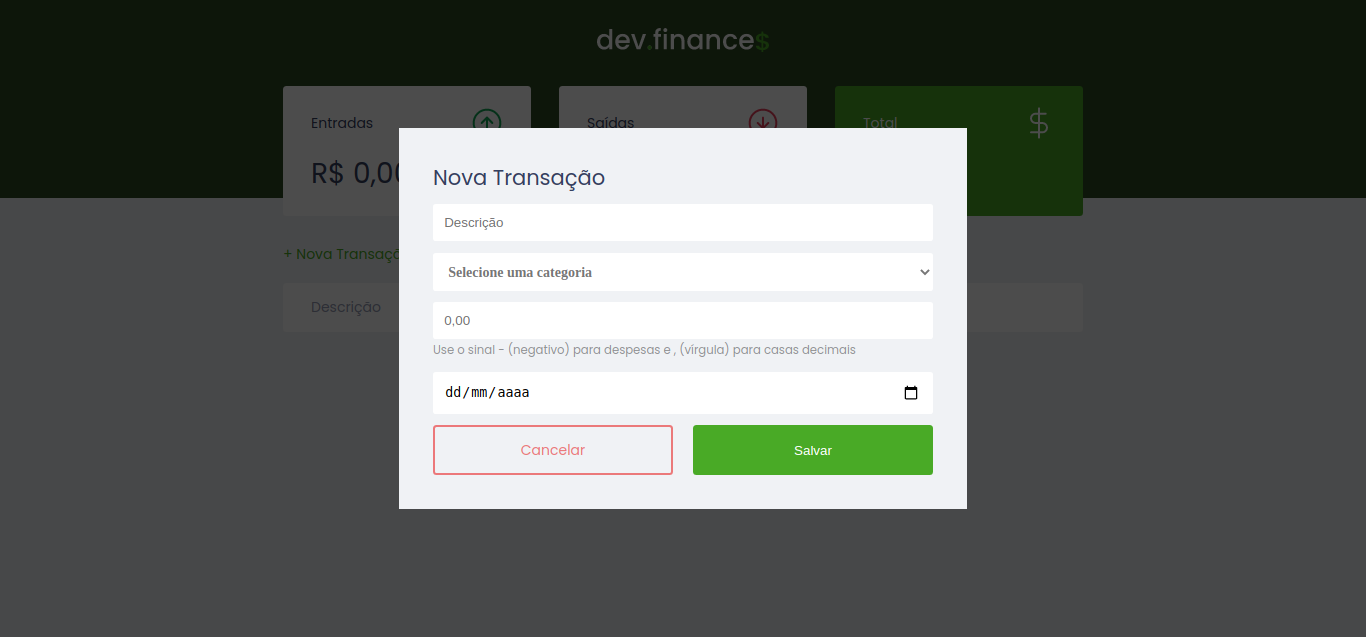 dev.finance$
Entradas
Saídas
Total
R$ 0,00
Nova Transação
Descrição
+ Nova Transaçã
Selecione uma categoria
Descrição
0,00
Use o sinal - (negativo) para despesas e , (vírgula) para casas decimais
dd/mm/aaaa
Cancelar
Salvar